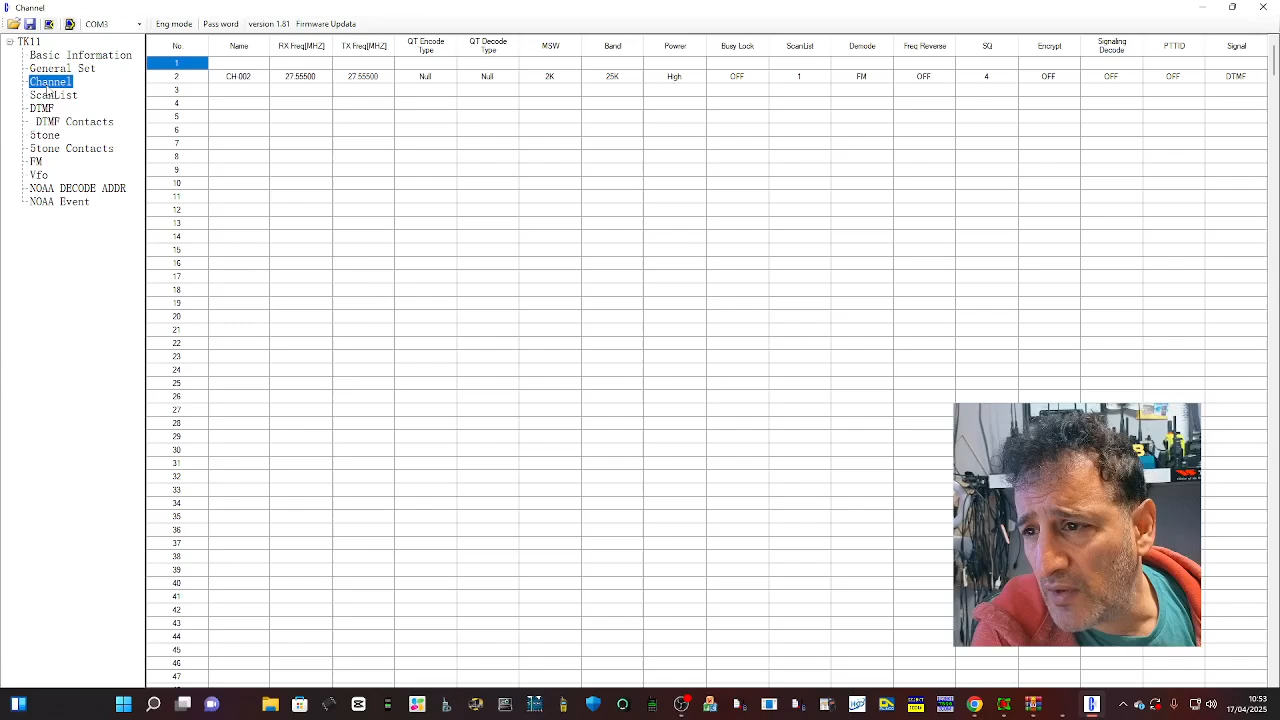 Channel
COM3 Eng mode Pass word version 1.81 Firmware Updata
TK11
Basic Information
General Set
Channel
ScanList
DTMF
DTMF Contacts
5tone
5tone Contacts
FM
Vfo
NOAA DECODE ADDR
NOAA Event
No. Name RX Freq[MHZ] TX Freq[MHZ] QT Encode Type QT Decode Type MSW Band Power Busy Lock ScanList Remode Freq Reverse SQ Encrypt Signaling Decode PTTID Signal
1
2 CH-002 27.55500 27.55500 Null Null 2K 25K High OFF 1 FM OFF 4 OFF OFF OFF DTMF
3
4
5
6
7
8
9
10
11
12
13
14
15
16
17
18
19
20
21
22
23
24
25
26
27
28
29
30
31
32
33
34
35
36
37
38
39
40
41
42
43
44
45
46
47
10:53
17/04/2025